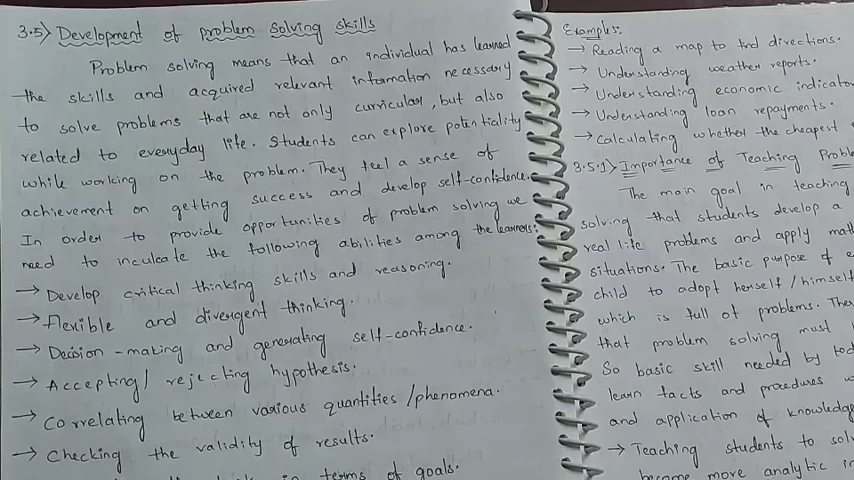 3.5) Development of problem solving skills
Problem solving means that an individual has learned
the skills and acquired relevant information necessary
to solve problems that are not only curricular, but also
related to everyday life. Students can explore potentiality
while working on the problem. They feel a sense of
achievement on getting success and develop self-confidence.
In order to provide opportunities of problem solving we
need to inculcate the following abilities among the learners:
→ Develop critical thinking skills and reasoning.
→ Flexible and divergent thinking.
→ Decision-making and generating self-confidence.
→ Accepting/ rejecting hypothesis.
→ Correlating between various quantities/phenomena.
→ Checking the validity of results.
in terms of goals.
Examples:
→ Reading a map to find directions.
→ Understanding weather reports.
→ Understanding economic indicator
→ Understanding loan repayments.
→ Calculating whether the cheapest
3.5.1) Importance of Teaching Proble
The main goal in teaching
solving that students develop a
real life problems and apply mat
situations. The basic purpose of e
child to adopt herself/himself
which is full of problems. The
that problem solving must
So basic skill needed by tod
learn facts and procedures w
and application of knowledge
→ Teaching students to solv
become more analytic in